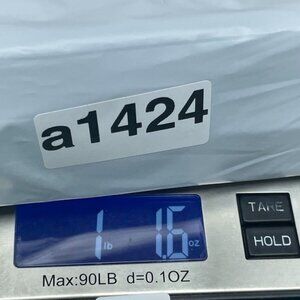 a1424
1 lb 1.6 oz
TARE
HOLD
Max:90LB d=0.1OZ